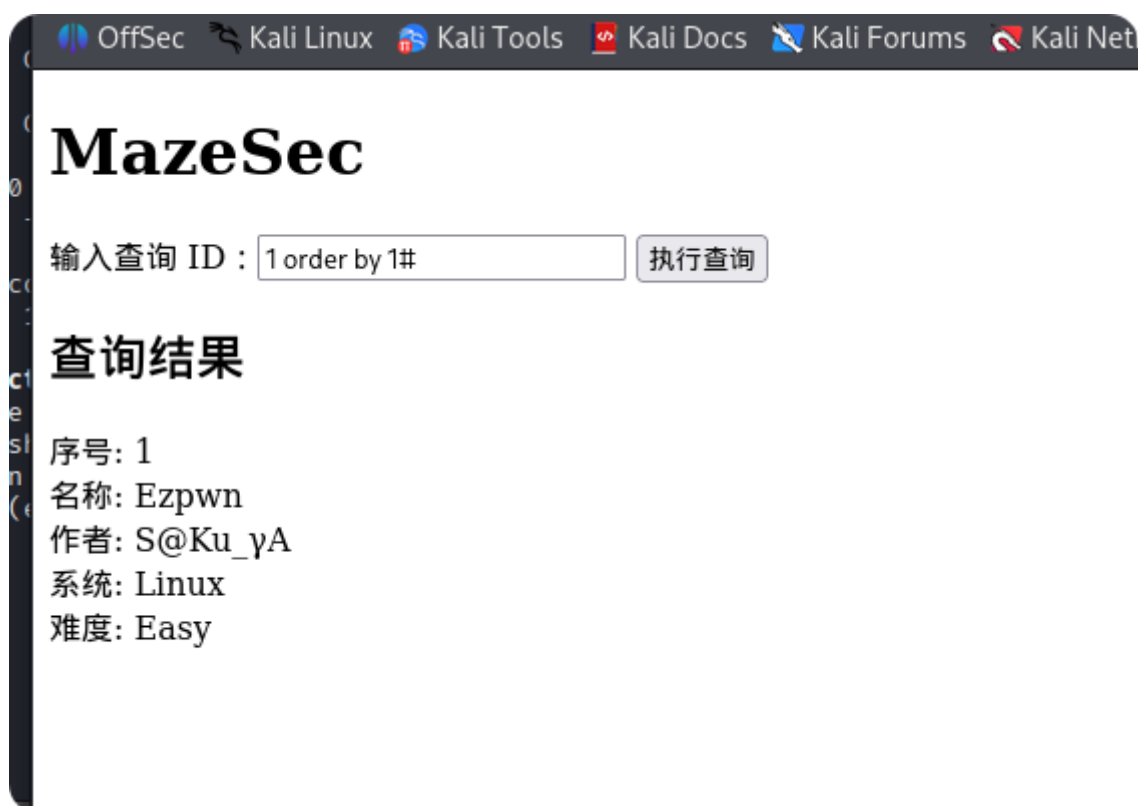 OffSec Kali Linux Kali Tools Kali Docs Kali Forums Kali Net
MazeSec
输入查询 ID：1 order by 1# 执行查询
查询结果
序号: 1
名称: Ezpwn
作者: S@Ku_γA
系统: Linux
难度: Easy